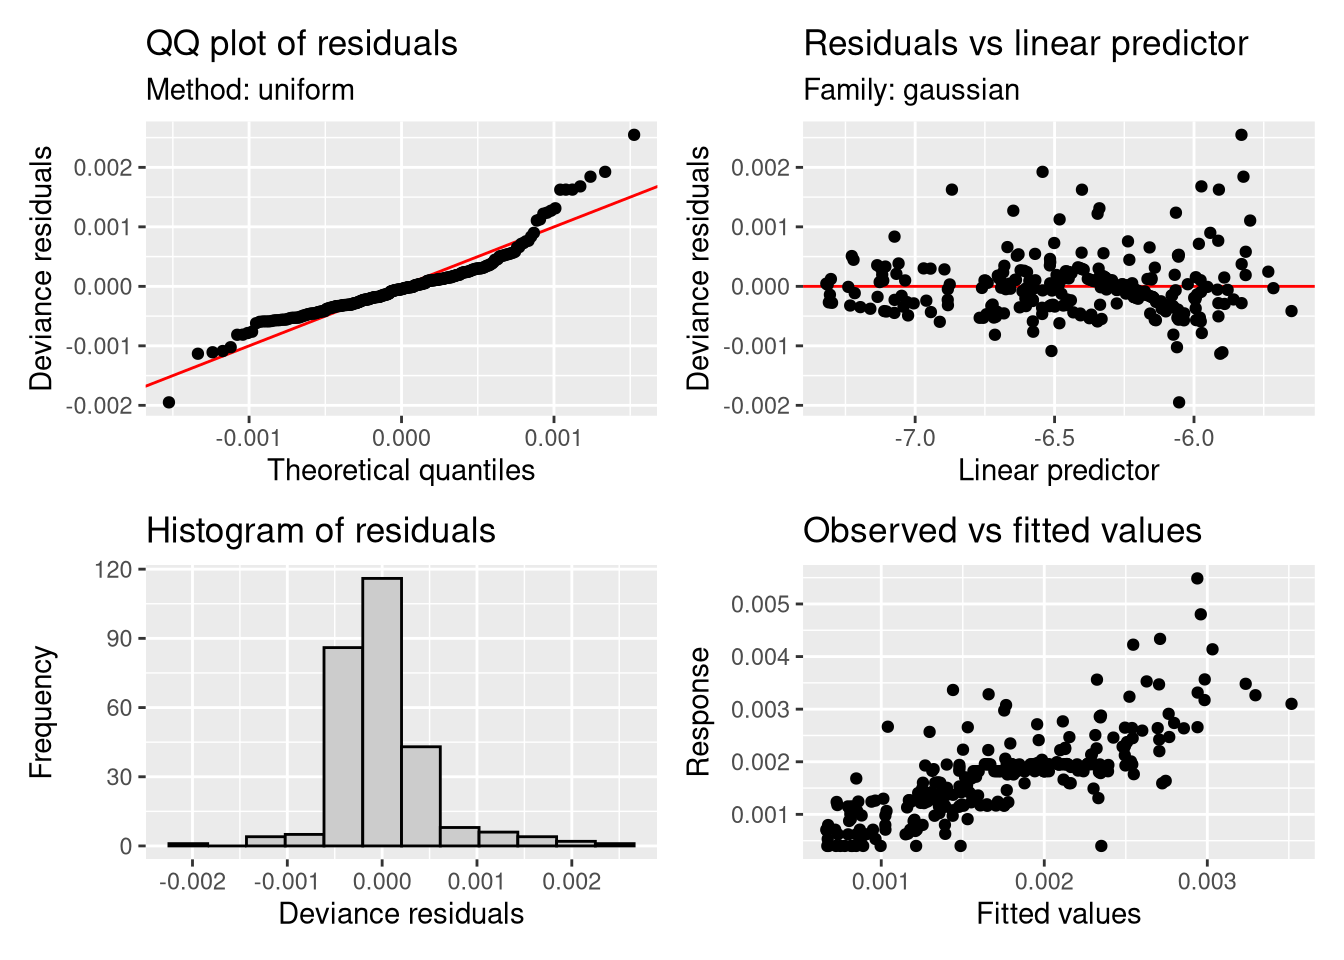 QQ plot of residuals
Method: uniform
Deviance residuals
0.002
0.001
0.000
-0.001
-0.002
-0.001
0.000
0.001
Theoretical quantiles
Residuals vs linear predictor
Family: gaussian
Deviance residuals
0.002
0.001
0.000
-0.001
-0.002
-7.0
-6.5
-6.0
Linear predictor
Histogram of residuals
Frequency
120
90
60
30
0
-0.002
-0.001
0.000
0.001
0.002
Deviance residuals
Observed vs fitted values
Response
0.005
0.004
0.003
0.002
0.001
0.001
0.002
0.003
Fitted values